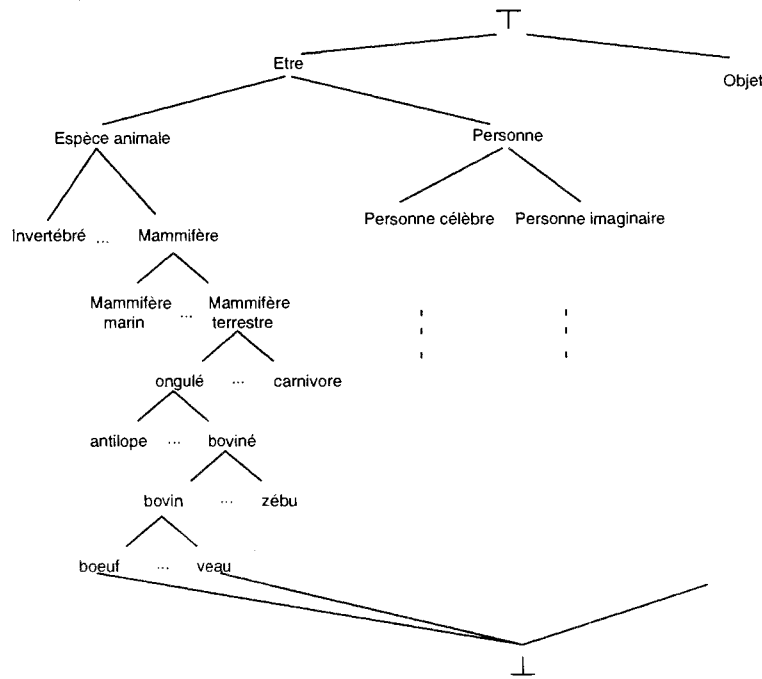 ⊤
Etre
Objet
Espèce animale
Personne
Invertébré ... Mammifère
Personne célèbre
Personne imaginaire
Mammifère
marin
...
Mammifère
terrestre
ongulé ... carnivore
antilope ... boviné
bovin ... zébu
boeuf ... veau
⊥